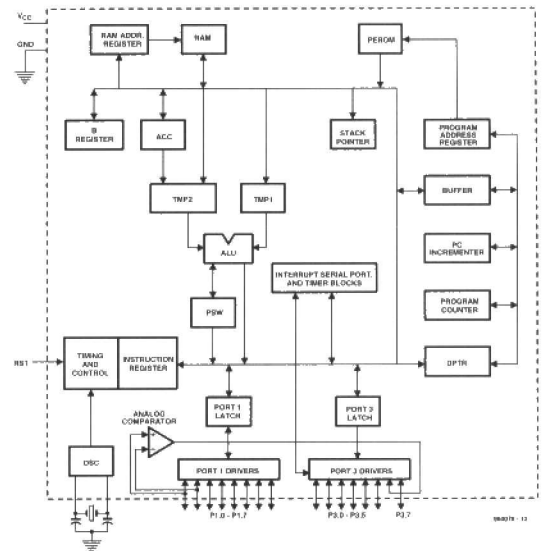 VCC
GND
RAM ADDR.
REGISTER
RAM
PEROM
B
REGISTER
ACC
STACK
POINTER
PROGRAM
ADDRESS
REGISTER
TMP2
TMP1
BUFFER
ALU
PC
INCREMENTER
INTERRUPT SERIAL PORT.
AND TIMER BLOCKS
PSW
PROGRAM
COUNTER
RST
TIMING
AND
CONTROL
INSTRUCTION
REGISTER
DPTR
PORT 1
LATCH
PORT 3
LATCH
ANALOG
COMPARATOR
+
-
OSC
PORT 1 DRIVERS
PORT 3 DRIVERS
P1.0 - P1.7
P3.0 - P3.5
P3.7